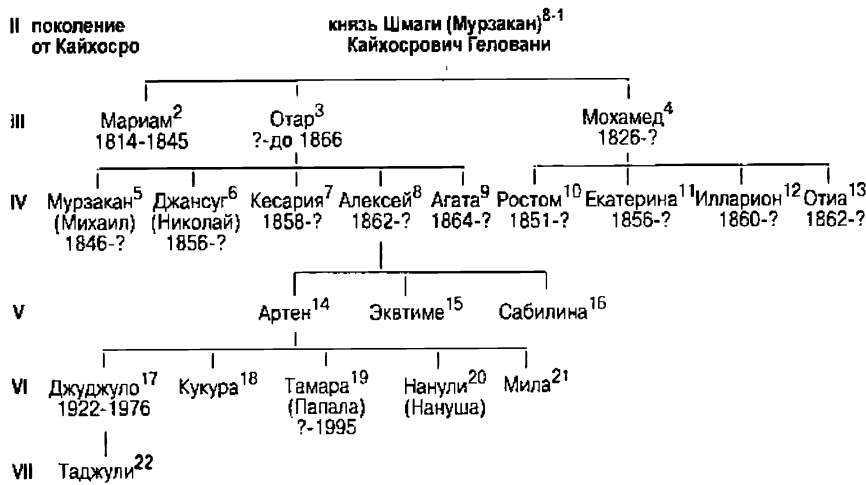 II поколение от Кайхосро
князь Шмаги (Мурзакан)8-1
Кайхосрович Геловани
III Мариам2 Отар3 Мохамед4
1814-1845 ?-до 1866 1826-?
IV Мурзакан5 Джансуг6 Кесария7 Алексей8 Агата9 Ростом10 Екатерина11 Илларион12 Отиа13
(Михаил) (Николай) 1858-? 1862-? 1864-? 1851-? 1856-? 1860-? 1862-?
1846-? 1856-?
V Артен14 Эквтиме15 Сабилина16
VI Джуджуло17 Кукура18 Тамара19 Нанули20 Мила21
1922-1976 (Папала) (Нануша)
?-1995
VII Таджули22